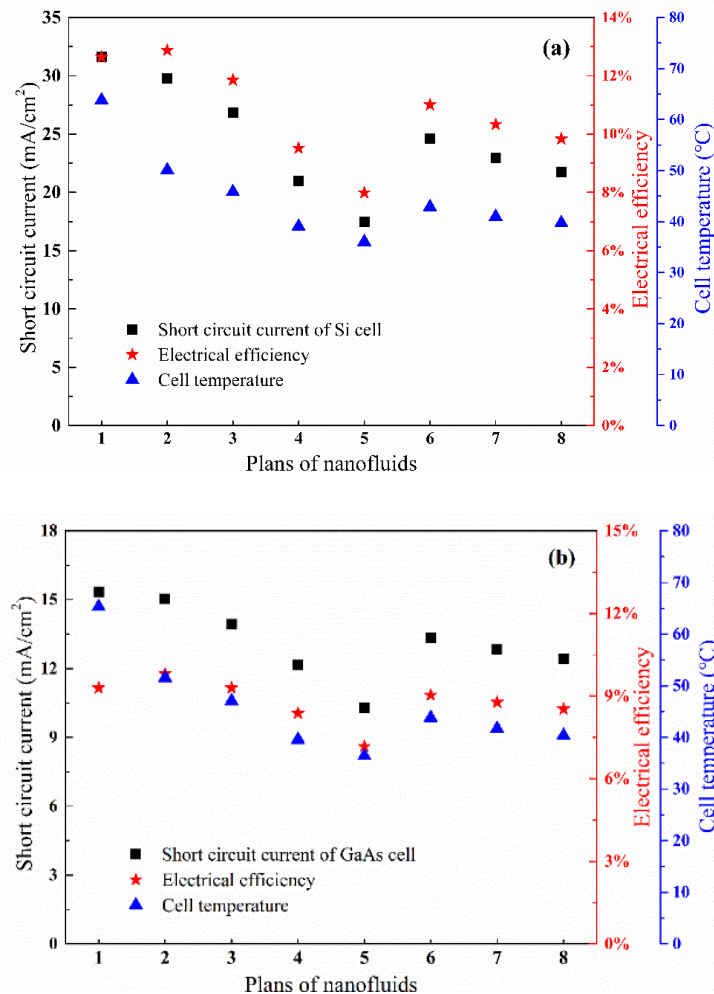 (a)
Short circuit current (mA/cm²)
35
30
25
20
15
10
5
0
14%
12%
10%
8%
6%
4%
2%
0%
Electrical efficiency
80
70
60
50
40
30
20
10
0
Cell temperature (°C)
Short circuit current of Si cell
Electrical efficiency
Cell temperature
1 2 3 4 5 6 7 8
Plans of nanofluids
(b)
Short circuit current (mA/cm²)
18
15
12
9
6
3
0
15%
12%
9%
6%
3%
0%
Electrical efficiency
80
70
60
50
40
30
20
10
0
Cell temperature (°C)
Short circuit current of GaAs cell
Electrical efficiency
Cell temperature
1 2 3 4 5 6 7 8
Plans of nanofluids